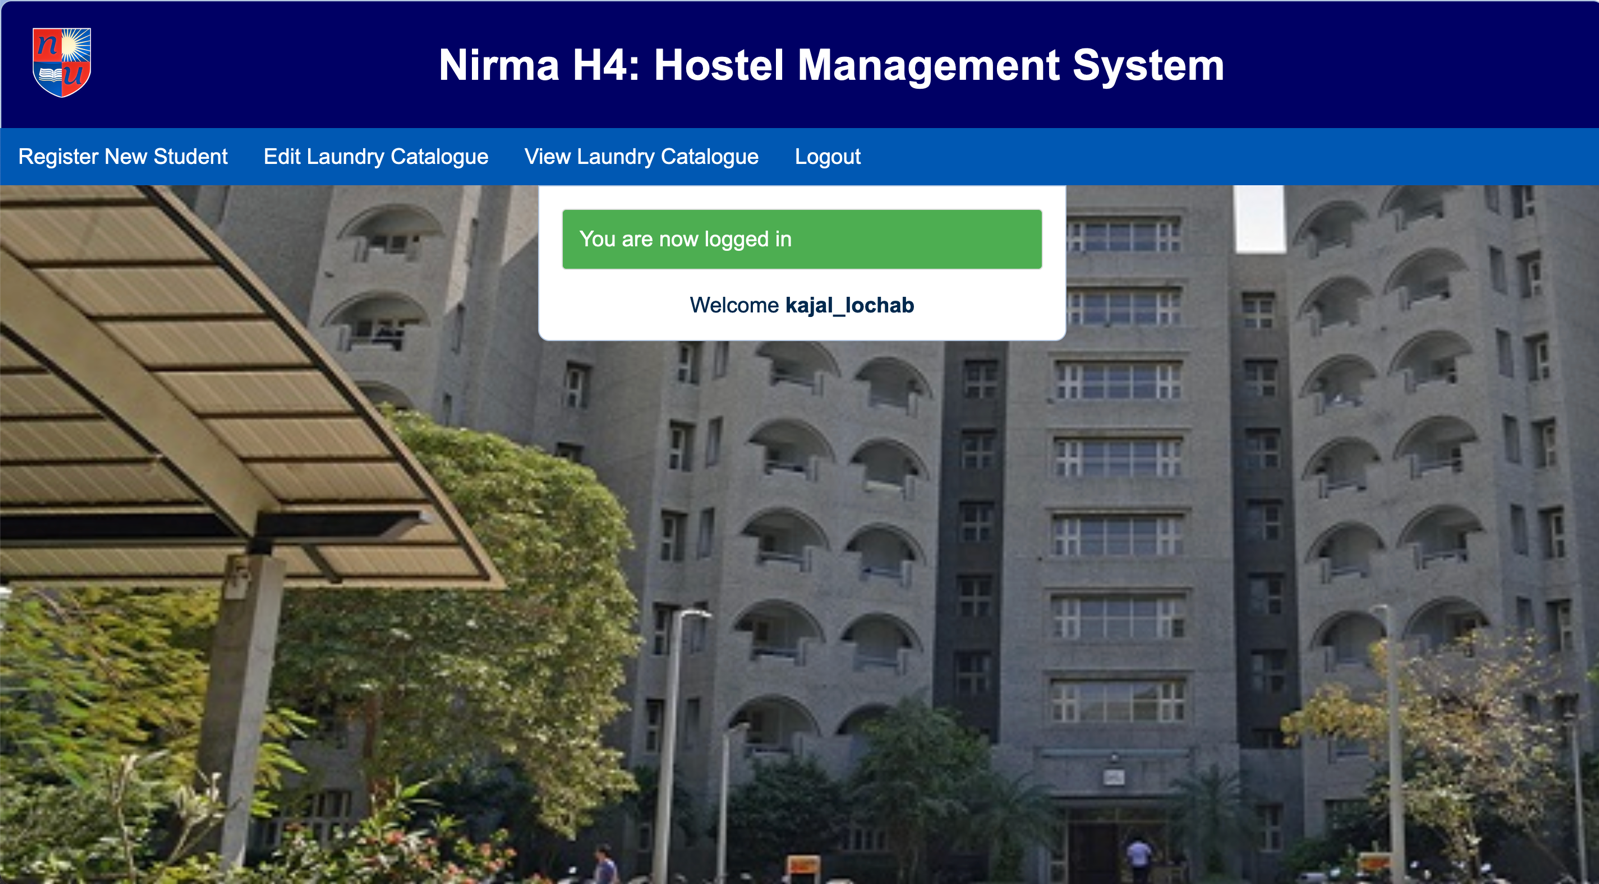 n
u
Nirma H4: Hostel Management System
Register New Student Edit Laundry Catalogue View Laundry Catalogue Logout
You are now logged in
Welcome kajal_lochab